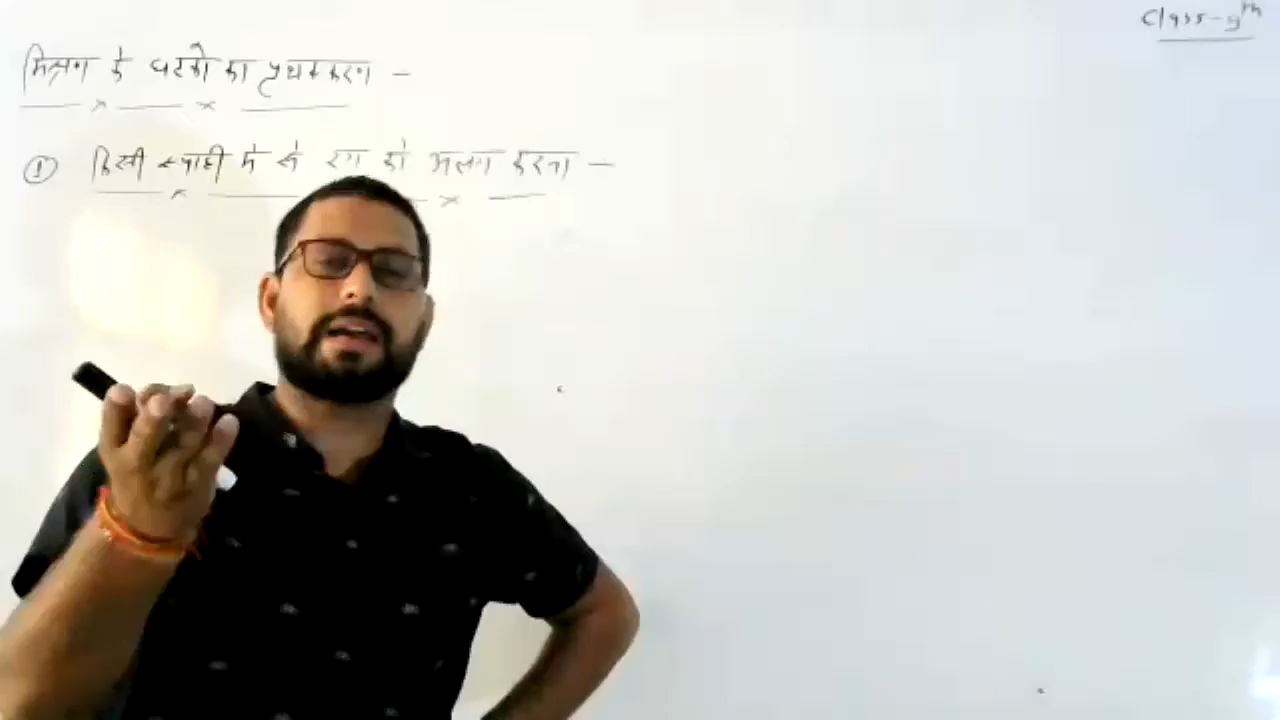 Class-9th
मिश्रण के घटकों का पृथक्करण -
① किसी स्याही में से रंग को अलग करना -